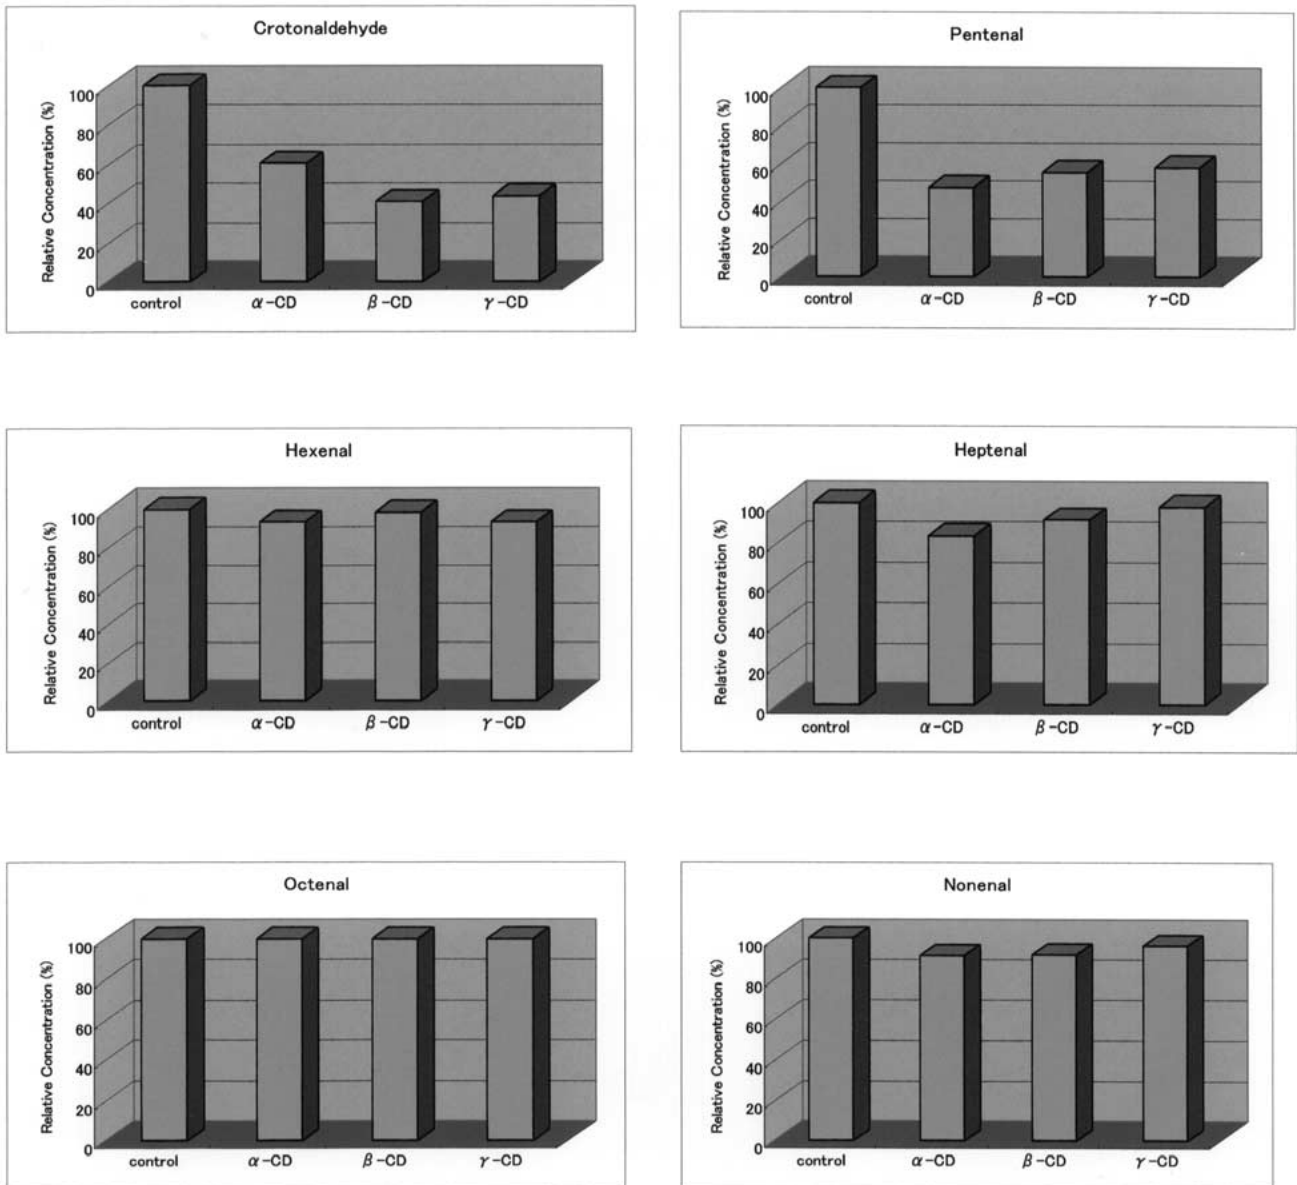 Crotonaldehyde
Relative Concentration (%)
100
80
60
40
20
0
control α-CD β-CD γ-CD
Pentenal
Relative Concentration (%)
100
80
60
40
20
0
control α-CD β-CD γ-CD
Hexenal
Relative Concentration (%)
100
80
60
40
20
0
control α-CD β-CD γ-CD
Heptenal
Relative Concentration (%)
100
80
60
40
20
0
control α-CD β-CD γ-CD
Octenal
Relative Concentration (%)
100
80
60
40
20
0
control α-CD β-CD γ-CD
Nonenal
Relative Concentration (%)
100
80
60
40
20
0
control α-CD β-CD γ-CD